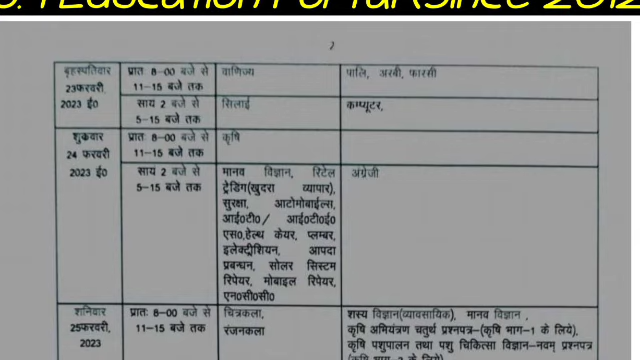 2
बृहस्पतिवार
23फरवरी,
2023 ई0
प्रातः 8–00 बजे से
11–15 बजे तक
वाणिज्य
पालि, अरबी, फारसी
सायं 2 बजे से
5–15 बजे तक
सिलाई
कम्प्यूटर,
शुक्रवार
24 फरवरी
2023 ई0
प्रातः 8–00 बजे से
11–15 बजे तक
कृषि
सायं 2 बजे से
5–15 बजे तक
मानव विज्ञान, रिटेल
ट्रेडिंग(खुदरा व्यापार),
सुरक्षा, आटोमोबाईल्स,
आई0टी0/ आई0टी0ई0
एस0,हेल्थ केयर, प्लम्बर,
इलेक्ट्रीशियन, आपदा
प्रबन्धन, सोलर सिस्टम
रिपेयर, मोबाइल रिपेयर,
एन0सी0सी0
अंग्रेजी
शनिवार
25फरवरी,
2023
प्रातः 8–00 बजे से
11–15 बजे तक
चित्रकला,
रंजनकला
शस्य विज्ञान(व्यावसायिक), मानव विज्ञान ,
कृषि अभियंत्रण चतुर्थ प्रश्नपत्र–(कृषि भाग–1 के लिये),
कृषि पशुपालन तथा पशु चिकित्सा विज्ञान–नवम् प्रश्नपत्र